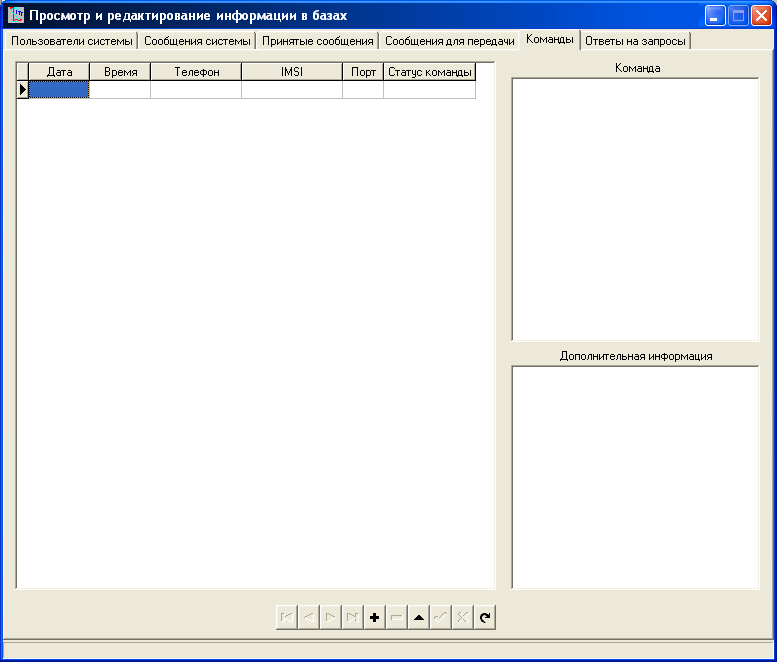 Просмотр и редактирование информации в базах
Пользователи системы Сообщения системы Принятые сообщения Сообщения для передачи Команды Ответы на запросы
Дата Время Телефон IMSI Порт Статус команды
Команда
Дополнительная информация